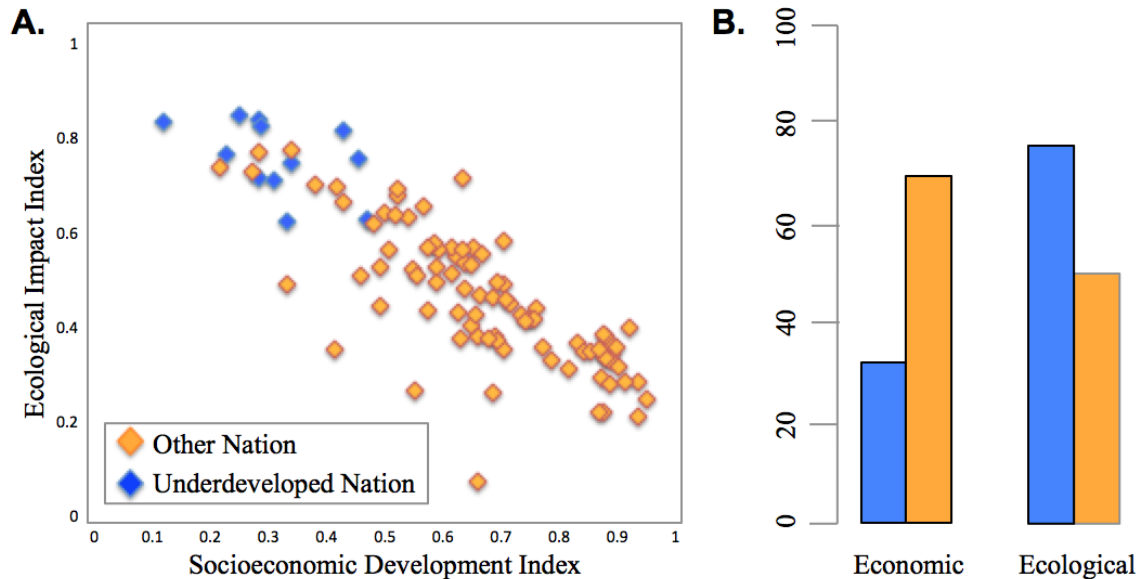 A.
Ecological Impact Index
1
0.8
0.6
0.4
0.2
0
Other Nation
Underdeveloped Nation
0 0.1 0.2 0.3 0.4 0.5 0.6 0.7 0.8 0.9 1
Socioeconomic Development Index
B.
100
80
60
40
20
0
Economic Ecological